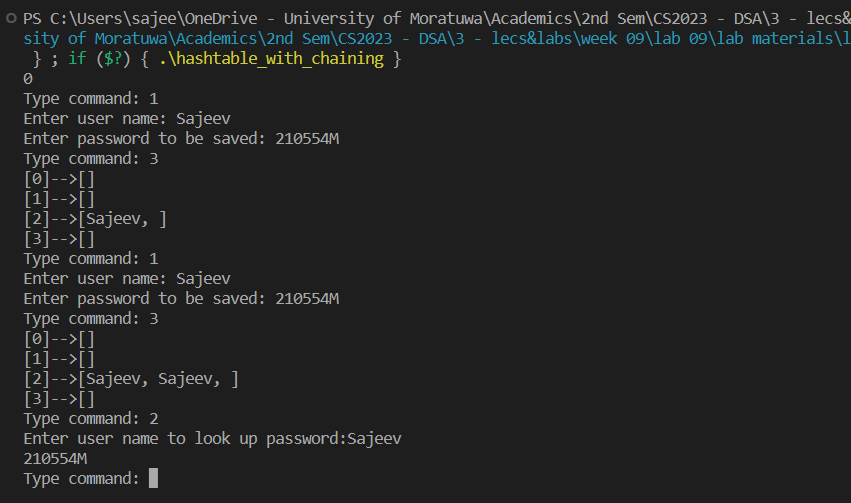 PS C:\Users\sajee\OneDrive - University of Moratuwa\Academics\2nd Sem\CS2023 - DSA\3 - lecs&
sity of Moratuwa\Academics\2nd Sem\CS2023 - DSA\3 - lecs&labs\week 09\lab 09\lab materials\l
 } ; if ($?) { .\hashtable_with_chaining }
0
Type command: 1
Enter user name: Sajeev
Enter password to be saved: 210554M
Type command: 3
[0]-->[]
[1]-->[]
[2]-->[Sajeev, ]
[3]-->[]
Type command: 1
Enter user name: Sajeev
Enter password to be saved: 210554M
Type command: 3
[0]-->[]
[1]-->[]
[2]-->[Sajeev, Sajeev, ]
[3]-->[]
Type command: 2
Enter user name to look up password:Sajeev
210554M
Type command: